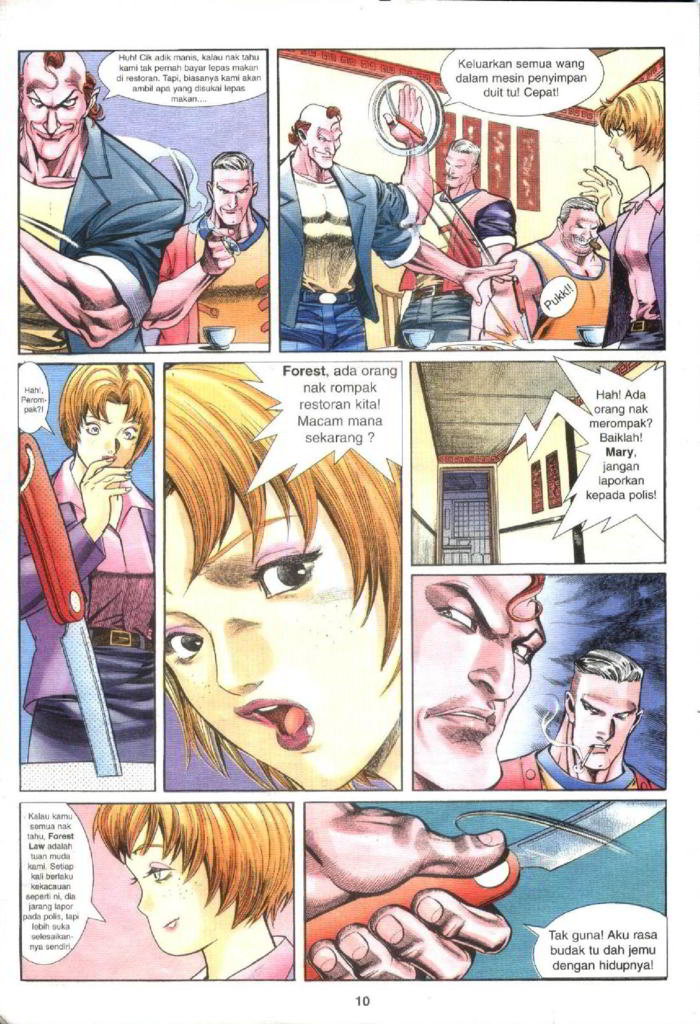 Huh! Cik adik manis, kalau nak tahu
kami tak pernah bayar lepas makan
di restoran. Tapi, biasanya kami akan
ambil apa yang disukai lepas
makan....
Keluarkan semua wang
dalam mesin penyimpan
duit tu! Cepat!
Pukk!!
Hah!,
Perom-
pak?!
Forest, ada orang
nak rompak
restoran kita!
Macam mana
sekarang ?
Hah! Ada
orang nak
merompak?
Baiklah!
Mary,
jangan
laporkan
kepada polis!
Kalau kamu
semua nak
tahu, Forest
Law adalah
tuan muda
kami. Setiap
kali berlaku
kekacauan
seperti ni, dia
jarang lapor
pada polis, tapi
lebih suka
selesaikan-
nya sendiri.
Tak guna! Aku rasa
budak tu dah jemu
dengan hidupnya!
10